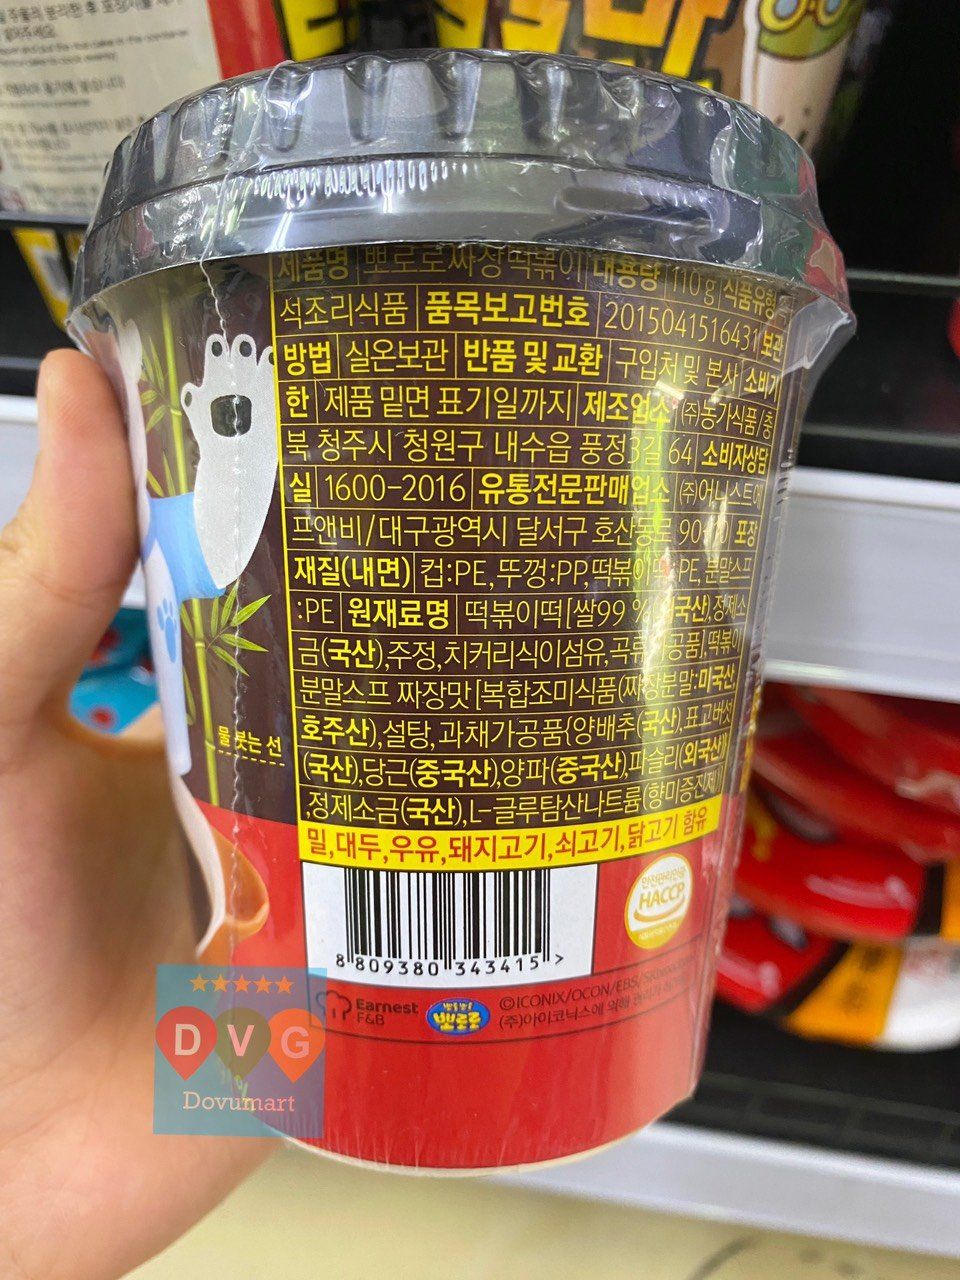 제품명 뽀로로짜장떡볶이 내용량 110g 식품유형 즉
석조리식품 품목보고번호 2015041516431 보관
방법 실온보관 반품 및 교환 구입처 및 본사 소비기
한 제품 밑면 표기일까지 제조업소 ㈜농가식품/충
북 청주시 청원구 내수읍 풍정3길 64 소비자상담
실 1600-2016 유통전문판매업소 ㈜어니스트에
프앤비/대구광역시 달서구 호산동로 포장
재질(내면) 컵:PE, 뚜껑:PP, 떡볶이떡:PE, 분말스프
:PE 원재료명 떡볶이떡[쌀99 %(외국산),정제소
금(국산),주정,치커리식이섬유,곡류가공품], 떡볶이
분말스프 짜장맛 [복합조미식품(짜장분말:미국산
호주산),설탕, 과채가공품{양배추(국산),표고버섯
(국산),당근(중국산),양파(중국산),파슬리(외국산)}
,정제소금(국산),L-글루탐산나트륨(향미증진제)]
물 붓는 선
밀,대두,우유,돼지고기,쇠고기,닭고기 함유
안전관리인증
HACCP
8 809380 343415 >
Earnest
F&B
뽀로로
©ICONIX/OCON/EBS/SK
(주)아이코닉스에 의해
D V G
Dovumart